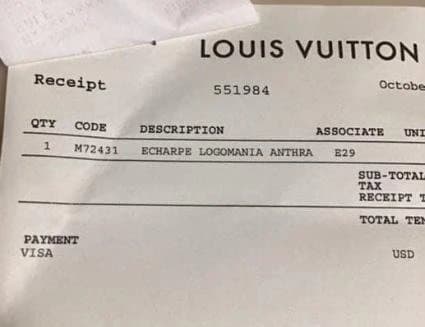 LOUIS VUITTON
Receipt 551984 Octobe
QTY CODE DESCRIPTION ASSOCIATE UNI
1 M72431 ECHARPE LOGOMANIA ANTHRA E29
SUB-TOTAL
TAX
RECEIPT T
TOTAL TEN
PAYMENT
VISA USD